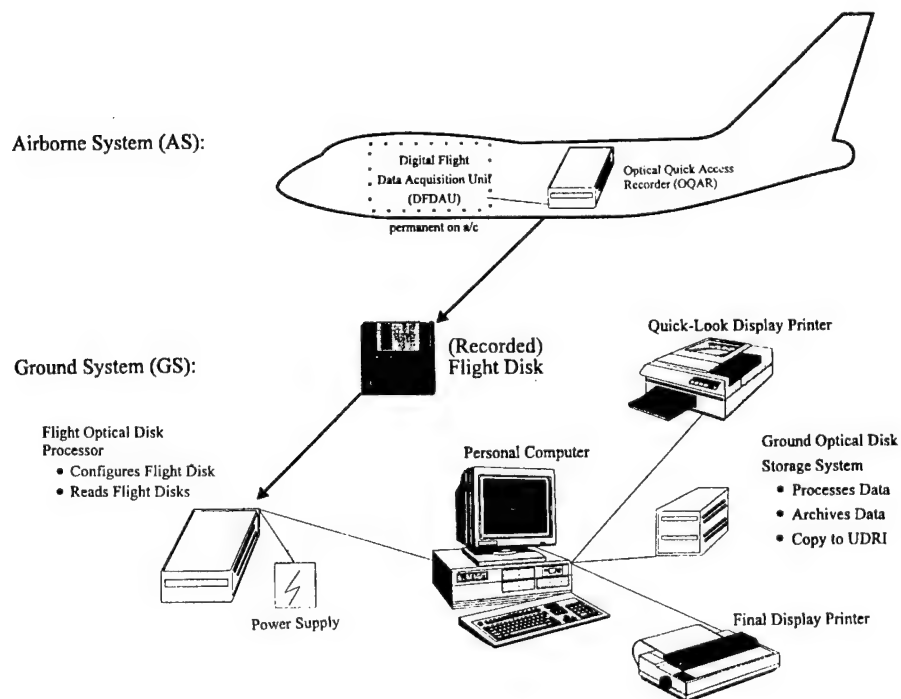 Airborne System (AS):
Digital Flight
Data Acquisition Unit
(DFDAU)
Optical Quick Access
Recorder (OQAR)
permanent on a/c
(Recorded)
Flight Disk
Quick-Look Display Printer
Ground System (GS):
Flight Optical Disk
Processor
• Configures Flight Disk
• Reads Flight Disks
Personal Computer
Ground Optical Disk
Storage System
• Processes Data
• Archives Data
• Copy to UDRI
Power Supply
Final Display Printer